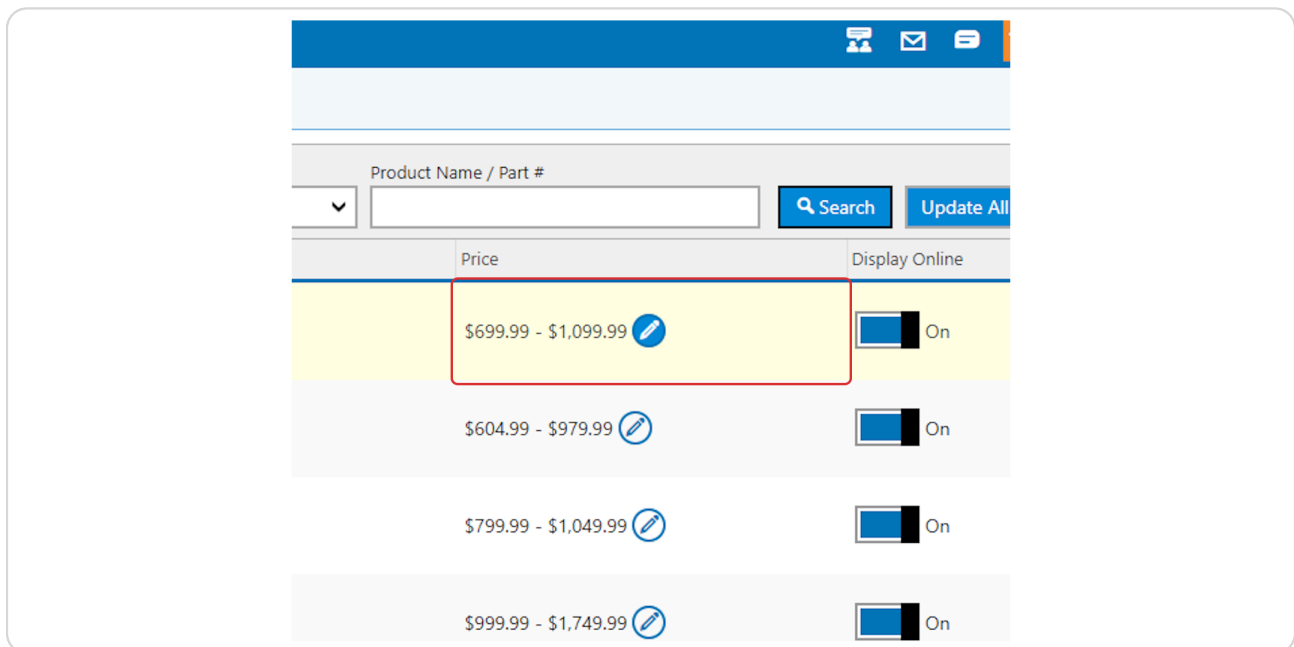 Product Name / Part #
Search
Update All
Price
Display Online
$699.99 - $1,099.99
On
$604.99 - $979.99
On
$799.99 - $1,049.99
On
$999.99 - $1,749.99
On